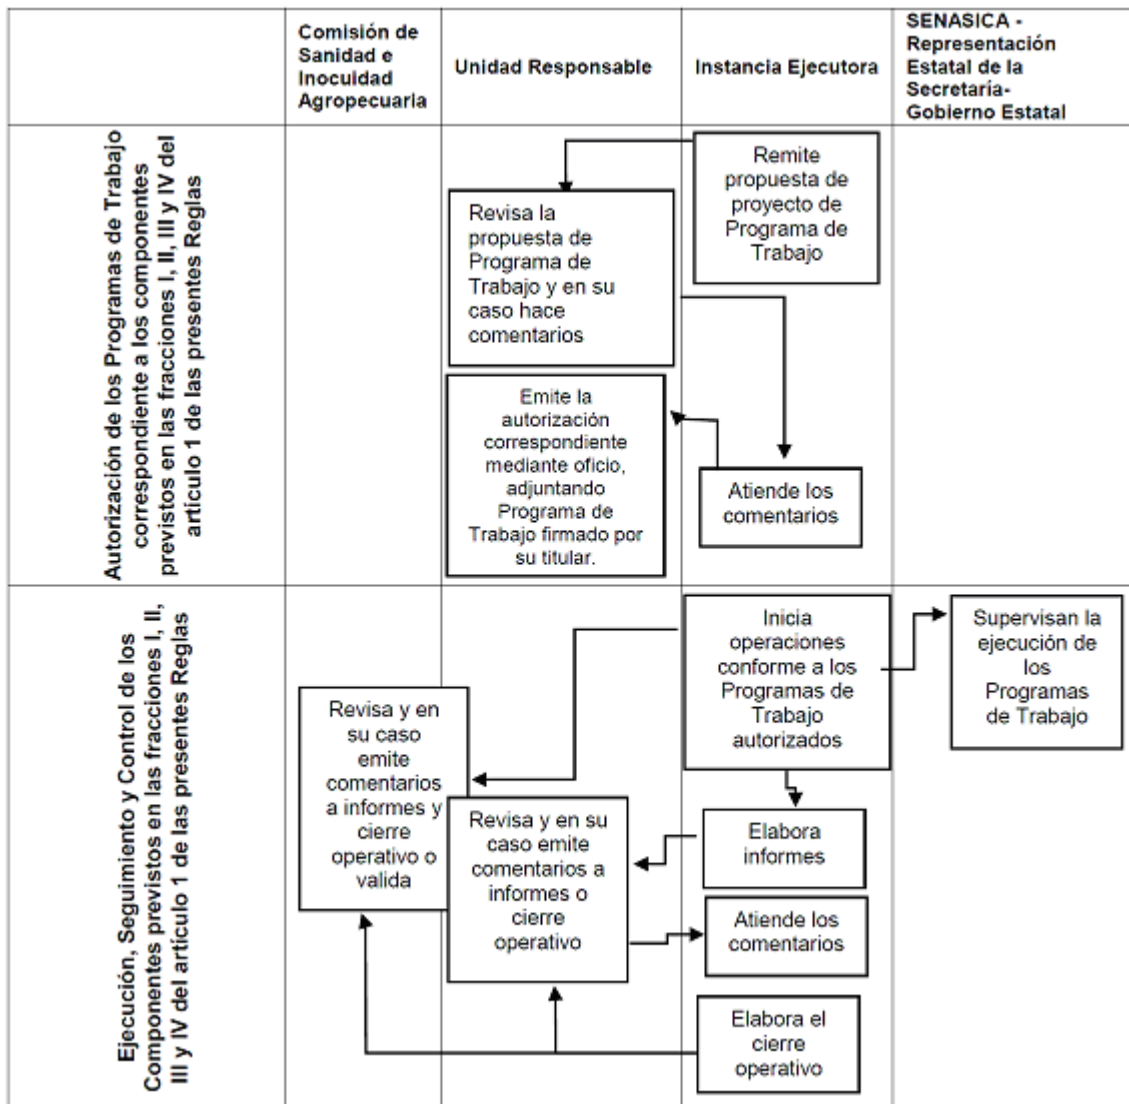 Comisión de
Sanidad e
Inocuidad
Agropecuaria
Unidad Responsable
Instancia Ejecutora
SENASICA -
Representación
Estatal de la
Secretaría-
Gobierno Estatal
Autorización de los Programas de Trabajo
correspondiente a los componentes
previstos en las fracciones I, II, III y IV del
artículo 1 de las presentes Reglas
Remite
propuesta de
proyecto de
Programa de
Trabajo
Revisa la
propuesta de
Programa de
Trabajo y en su
caso hace
comentarios
Emite la
autorización
correspondiente
mediante oficio,
adjuntando
Programa de
Trabajo firmado por
su titular.
Atiende los
comentarios
Ejecución, Seguimiento y Control de los
Componentes previstos en las fracciones I, II,
III y IV del artículo 1 de las presentes Reglas
Inicia
operaciones
conforme a los
Programas de
Trabajo
autorizados
Supervisan la
ejecución de
los
Programas
de Trabajo
Revisa y en
su caso
emite
comentarios
a informes y
cierre
operativo o
valida
Revisa y en su
caso emite
comentarios a
informes o
cierre
operativo
Elabora
informes
Atiende los
comentarios
Elabora el
cierre
operativo